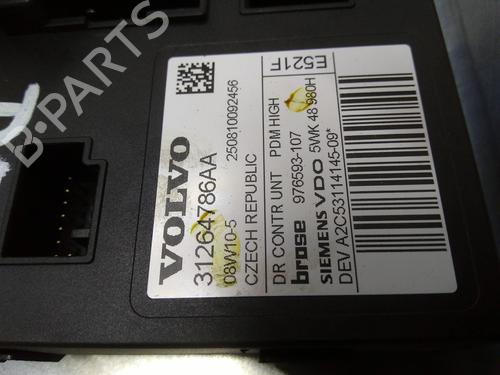 VOLVO
31264786AA
08W10-5 250810092456
CZECH REPUBLIC
DR CONTR UNT PDM HIGH E521F
brose 976593-107
SIEMENS VDO 5WK 48 980H
DEV A2C53114145-09*
B-PARTS